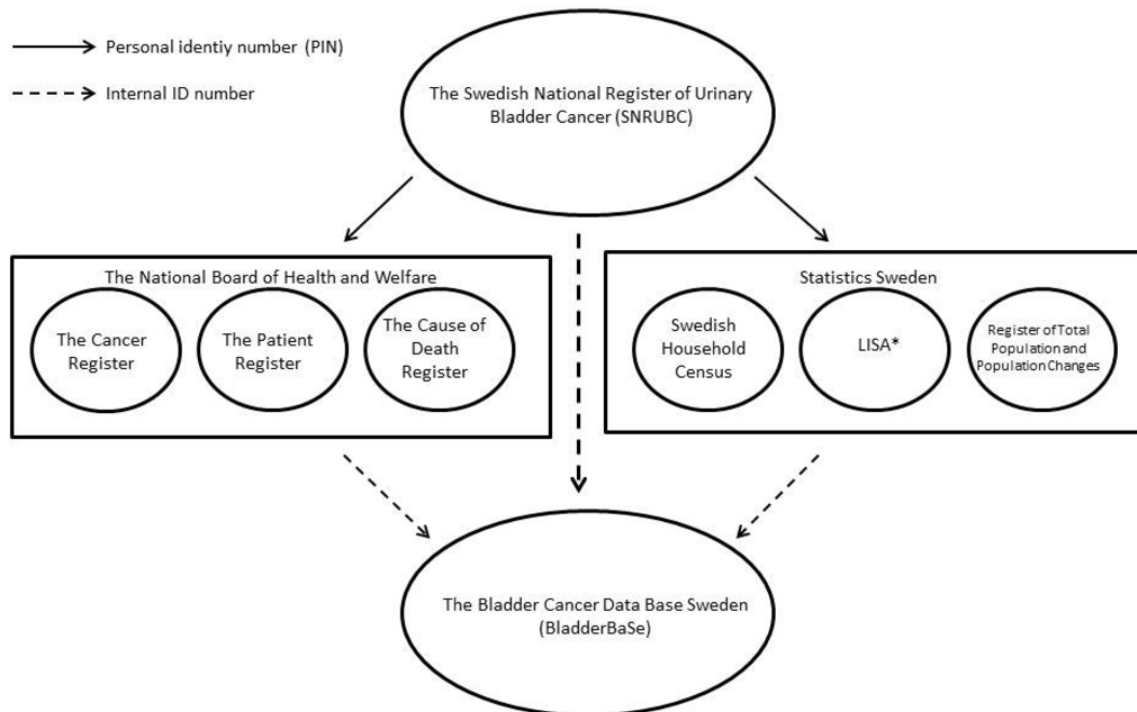 Personal identiy number (PIN)
Internal ID number
The Swedish National Register of Urinary
Bladder Cancer (SNRUBC)
The National Board of Health and Welfare
The Cancer
Register
The Patient
Register
The Cause of
Death
Register
Statistics Sweden
Swedish
Household
Census
LISA*
Register of Total
Population and
Population Changes
The Bladder Cancer Data Base Sweden
(BladderBaSe)